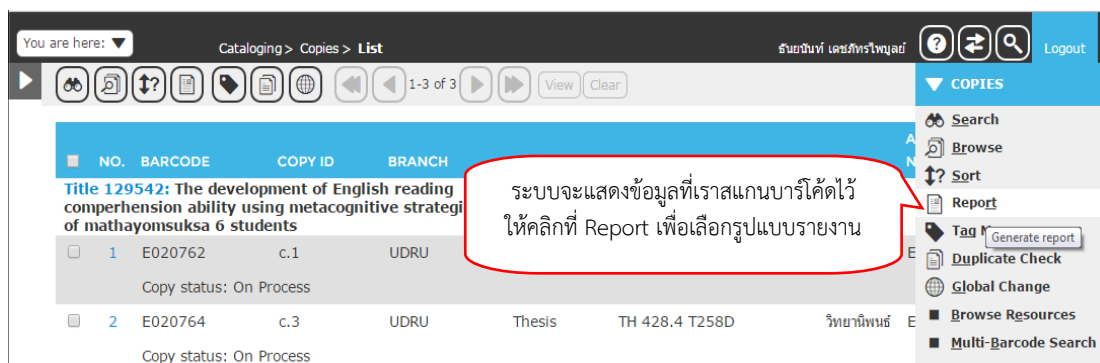 You are here: ▼
Cataloging > Copies > List
ธันยนันท์ เดชภัทรไพบูลย์
Logout
1-3 of 3
View
Clear
COPIES
Search
Browse
Sort
Report
Generate report
Duplicate Check
Global Change
Browse Resources
Multi-Barcode Search
NO. BARCODE COPY ID BRANCH
Title 129542: The development of English reading
comperhension ability using metacognitive strategi
of mathayomsuksa 6 students
ระบบจะแสดงข้อมูลที่เราสแกนบาร์โค้ดไว้
ให้คลิกที่ Report เพื่อเลือกรูปแบบรายงาน
1 E020762 c.1 UDRU
Copy status: On Process
2 E020764 c.3 UDRU Thesis TH 428.4 T258D วิทยานิพนธ์ E
Copy status: On Process